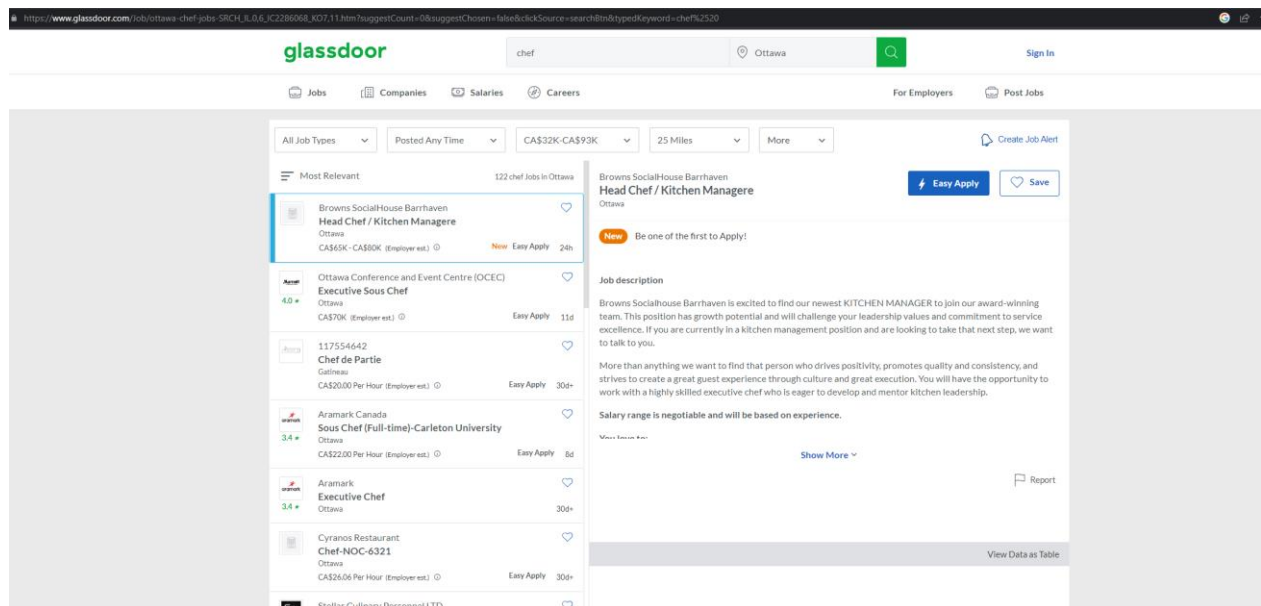 https://www.glassdoor.com/Job/ottawa-chef-jobs-SRCH_IL.0,6_IC2286068_KO7,11.htm?suggestCount=0&suggestChosen=false&clickSource=searchBtn&typedKeyword=chef%2520
glassdoor
chef
Ottawa
Sign In
Jobs
Companies
Salaries
Careers
For Employers
Post Jobs
All Job Types
Posted Any Time
CA$32K-CA$93K
25 Miles
More
Create Job Alert
Most Relevant
122 chef Jobs in Ottawa
Browns SocialHouse Barrhaven
Head Chef / Kitchen Managere
Ottawa
CA$65K - CA$80K (Employer est.)
New Easy Apply 24h
Ottawa Conference and Event Centre (OCEC)
Executive Sous Chef
4.0
Ottawa
CA$70K (Employer est.)
Easy Apply 11d
117554642
Chef de Partie
Gatineau
CA$20.00 Per Hour (Employer est.)
Easy Apply 30d+
aramark
Aramark Canada
Sous Chef (Full-time)-Carleton University
3.4
Ottawa
CA$22.00 Per Hour (Employer est.)
Easy Apply 8d
aramark
Aramark
Executive Chef
3.4
Ottawa
30d+
Cyranos Restaurant
Chef-NOC-6321
Ottawa
CA$26.06 Per Hour (Employer est.)
Easy Apply 30d+
Stellar Culinary Personnel LTD
Browns SocialHouse Barrhaven
Head Chef / Kitchen Managere
Ottawa
Easy Apply
Save
New
Be one of the first to Apply!
Job description
Browns Socialhouse Barrhaven is excited to find our newest KITCHEN MANAGER to join our award-winning
team. This position has growth potential and will challenge your leadership values and commitment to service
excellence. If you are currently in a kitchen management position and are looking to take that next step, we want
to talk to you.
More than anything we want to find that person who drives positivity, promotes quality and consistency, and
strives to create a great guest experience through culture and great execution. You will have the opportunity to
work with a highly skilled executive chef who is eager to develop and mentor kitchen leadership.
Salary range is negotiable and will be based on experience.
You love to:
Show More
Report
View Data as Table